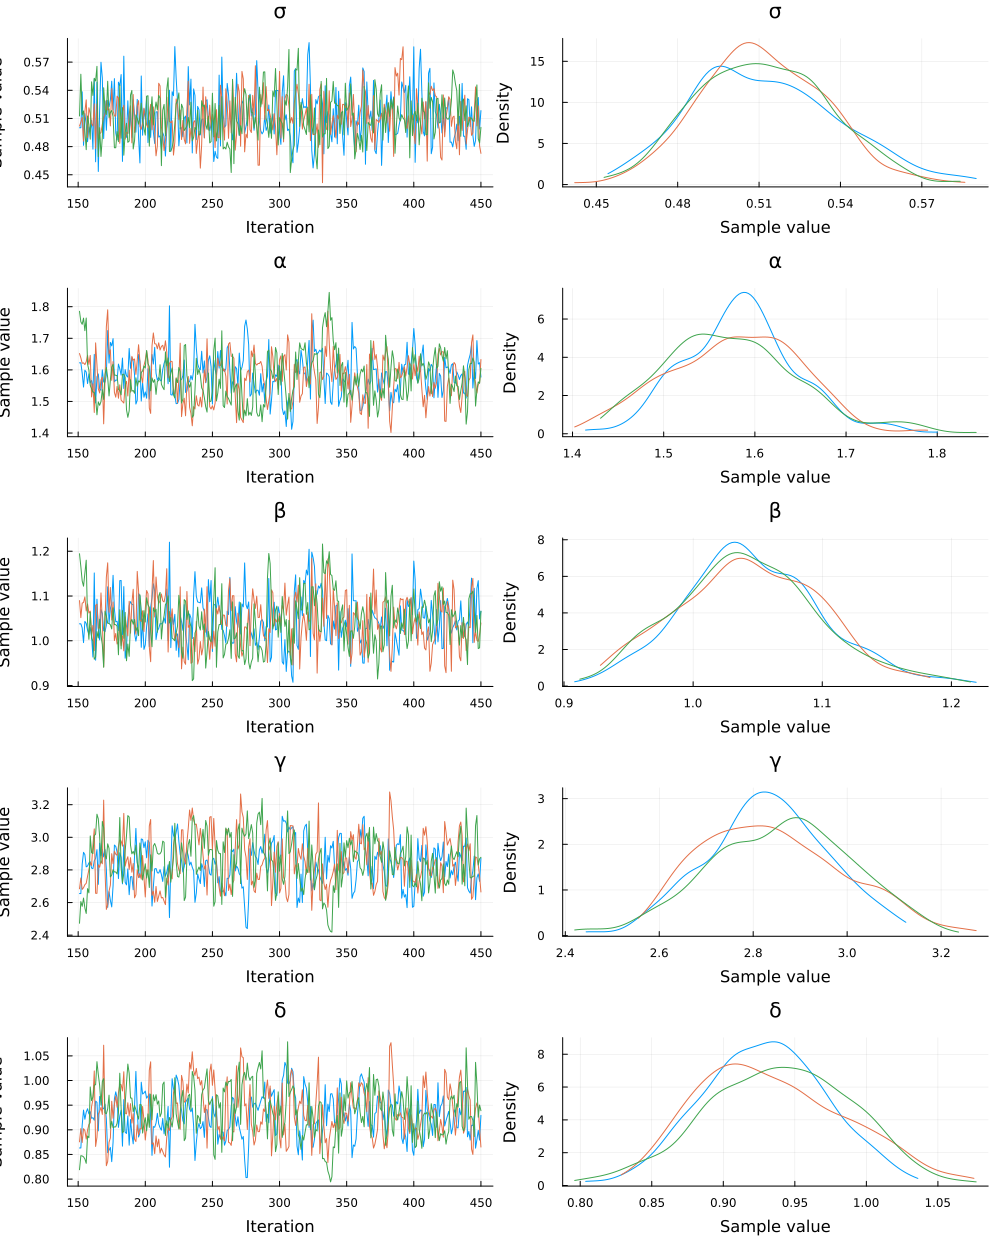 σ
0.57
0.54
0.51
0.48
0.45
150 200 250 300 350 400 450
Iteration
σ
Density
15
10
5
0
0.45 0.48 0.51 0.54 0.57
Sample value
α
Sample value
1.8
1.7
1.6
1.5
1.4
150 200 250 300 350 400 450
Iteration
α
Density
6
4
2
0
1.4 1.5 1.6 1.7 1.8
Sample value
β
Sample value
1.2
1.1
1.0
0.9
150 200 250 300 350 400 450
Iteration
β
Density
8
6
4
2
0
0.9 1.0 1.1 1.2
Sample value
γ
Sample value
3.2
3.0
2.8
2.6
2.4
150 200 250 300 350 400 450
Iteration
γ
Density
3
2
1
0
2.4 2.6 2.8 3.0 3.2
Sample value
δ
1.05
1.00
0.95
0.90
0.85
0.80
150 200 250 300 350 400 450
Iteration
δ
Density
8
6
4
2
0
0.80 0.85 0.90 0.95 1.00 1.05
Sample value